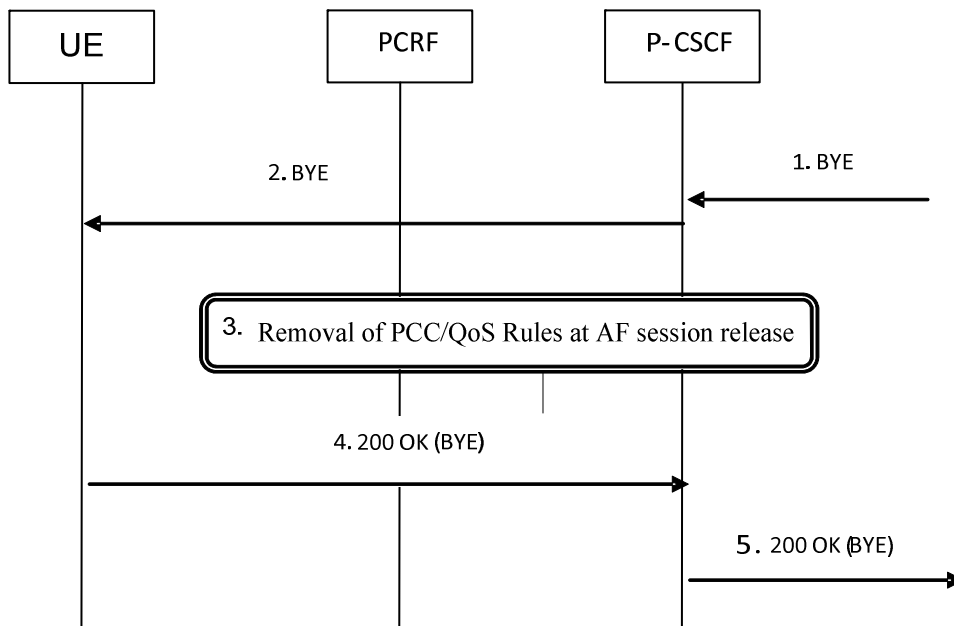 UE
PCRF
P-CSCF
1. BYE
2. BYE
3. Removal of PCC/QoS Rules at AF session release
4. 200 OK (BYE)
5. 200 OK (BYE)